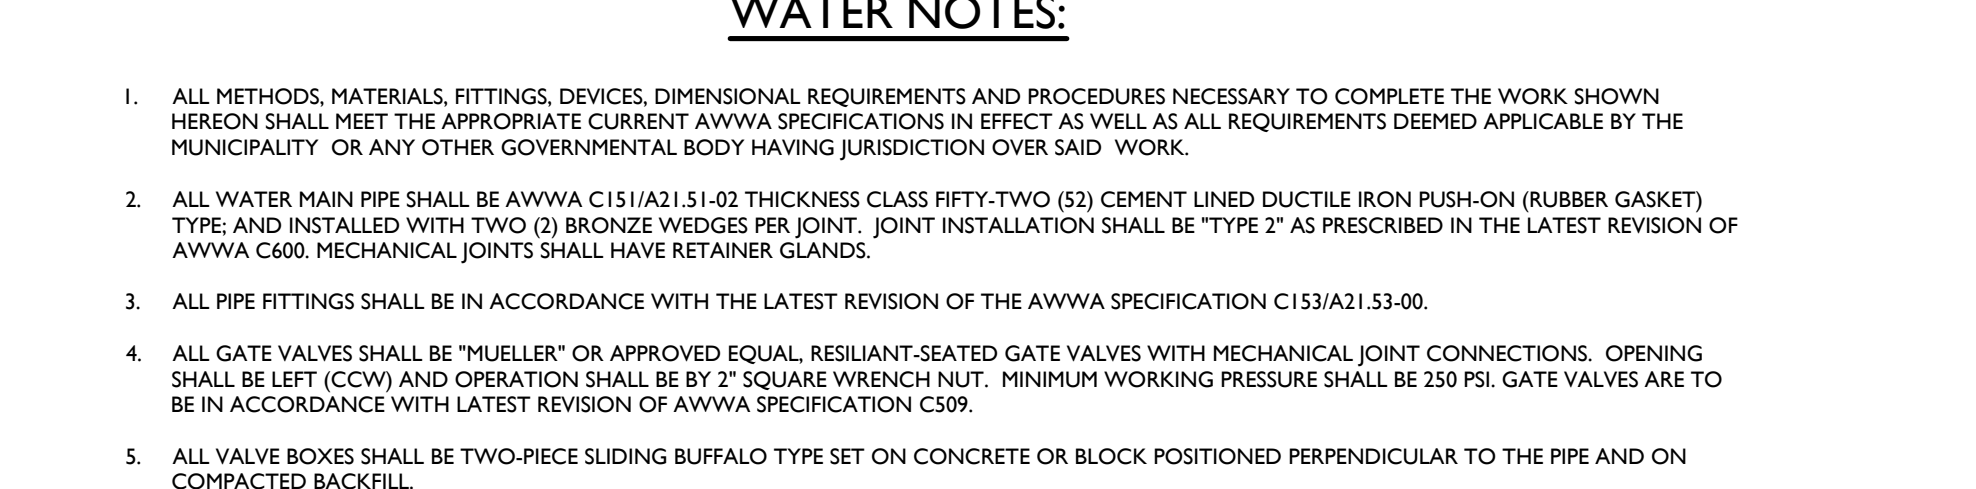 WATER NOTES:
1. ALL METHODS, MATERIALS, FITTINGS, DEVICES, DIMENSIONAL REQUIREMENTS AND PROCEDURES NECESSARY TO COMPLETE THE WORK SHOWN
HEREON SHALL MEET THE APPROPRIATE CURRENT AWWA SPECIFICATIONS IN EFFECT AS WELL AS ALL REQUIREMENTS DEEMED APPLICABLE BY THE
MUNICIPALITY OR ANY OTHER GOVERNMENTAL BODY HAVING JURISDICTION OVER SAID WORK.
2. ALL WATER MAIN PIPE SHALL BE AWWA C151/A21.51-02 THICKNESS CLASS FIFTY-TWO (52) CEMENT LINED DUCTILE IRON PUSH-ON (RUBBER GASKET)
TYPE; AND INSTALLED WITH TWO (2) BRONZE WEDGES PER JOINT. JOINT INSTALLATION SHALL BE "TYPE 2" AS PRESCRIBED IN THE LATEST REVISION OF
AWWA C600. MECHANICAL JOINTS SHALL HAVE RETAINER GLANDS.
3. ALL PIPE FITTINGS SHALL BE IN ACCORDANCE WITH THE LATEST REVISION OF THE AWWA SPECIFICATION C153/A21.53-00.
4. ALL GATE VALVES SHALL BE "MUELLER" OR APPROVED EQUAL, RESILIANT-SEATED GATE VALVES WITH MECHANICAL JOINT CONNECTIONS. OPENING
SHALL BE LEFT (CCW) AND OPERATION SHALL BE BY 2" SQUARE WRENCH NUT. MINIMUM WORKING PRESSURE SHALL BE 250 PSI. GATE VALVES ARE TO
BE IN ACCORDANCE WITH LATEST REVISION OF AWWA SPECIFICATION C509.
5. ALL VALVE BOXES SHALL BE TWO-PIECE SLIDING BUFFALO TYPE SET ON CONCRETE OR BLOCK POSITIONED PERPENDICULAR TO THE PIPE AND ON
COMPACTED BACKFILL.